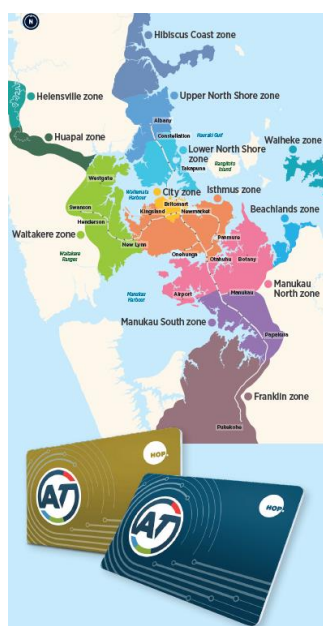 N
Hibiscus Coast zone
Helensville zone
Upper North Shore zone
Albany
Constellation
Hauraki Gulf
Huapai zone
Lower North Shore
zone
Waiheke zone
Takapuna
Rangitoto
Island
Westgate
Waitemata
Harbour
City zone
Isthmus zone
Swanson
Britomart
Kingsland
Newmarket
Beachlands zone
Henderson
Waitakere zone
New Lynn
Panmure
Waitakere
Ranges
Onehunga
Otahuhu
Botany
Manukau
Harbour
Airport
Manukau
Manukau
North zone
Manukau South zone
Papakura
Franklin zone
Pukekohe
HOP
AT
HOP
AT